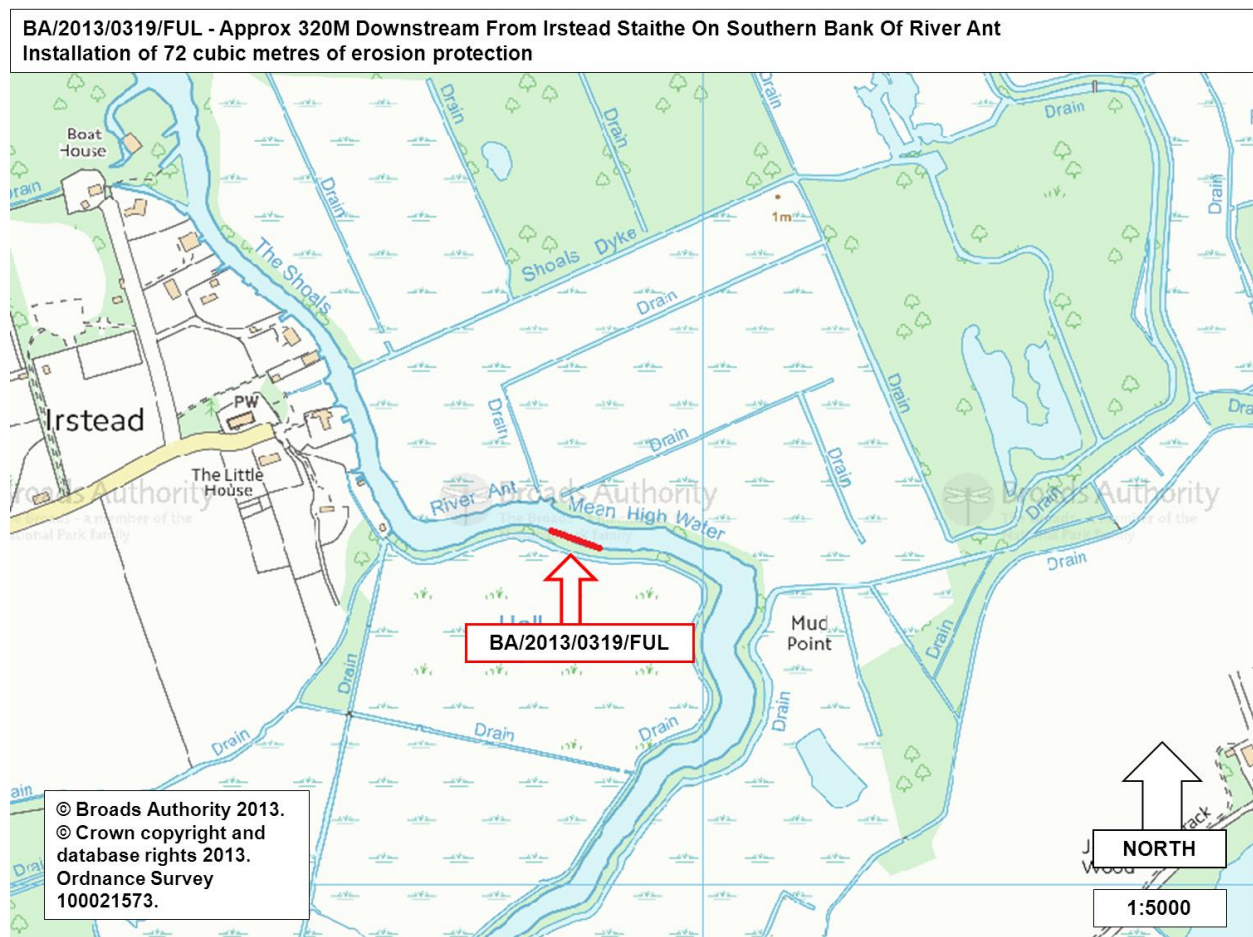 BA/2013/0319/FUL - Approx 320M Downstream From Irstead Staithe On Southern Bank Of River Ant
Installation of 72 cubic metres of erosion protection
Boat
House
Drain
Drain
Drain
Drain
Drain
Drain
1m
The Shoals
Shoals Dyke
Drain
Irstead
PW
Drain
Drain
Drain
Drain
The Little
House
River Ant
Mean High Water
Broads Authority
Broads Authority
Broads Authority
Drain
Drain
BA/2013/0319/FUL
Mud
Point
Drain
Drain
Drain
Drain
Drain
Drain
© Broads Authority 2013.
© Crown copyright and
database rights 2013.
Ordnance Survey
100021573.
NORTH
Wood
1:5000